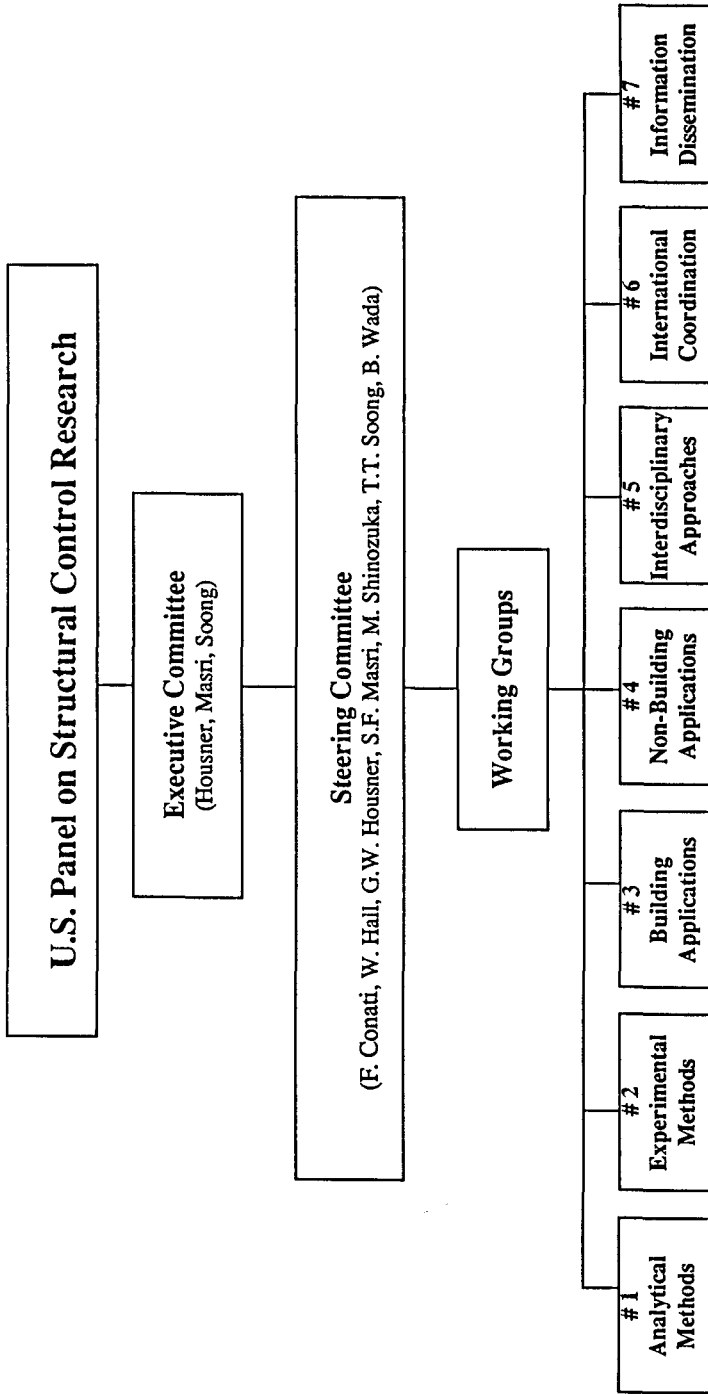 U.S. Panel on Structural Control Research
Executive Committee
(Housner, Masri, Soong)
Steering Committee
(F. Conati, W. Hall, G.W. Housner, S.F. Masri, M. Shinozuka, T.T. Soong, B. Wada)
Working Groups
#1
Analytical
Methods
#2
Experimental
Methods
#3
Building
Applications
#4
Non-Building
Applications
#5
Interdisciplinary
Approaches
#6
International
Coordination
#7
Information
Dissemination